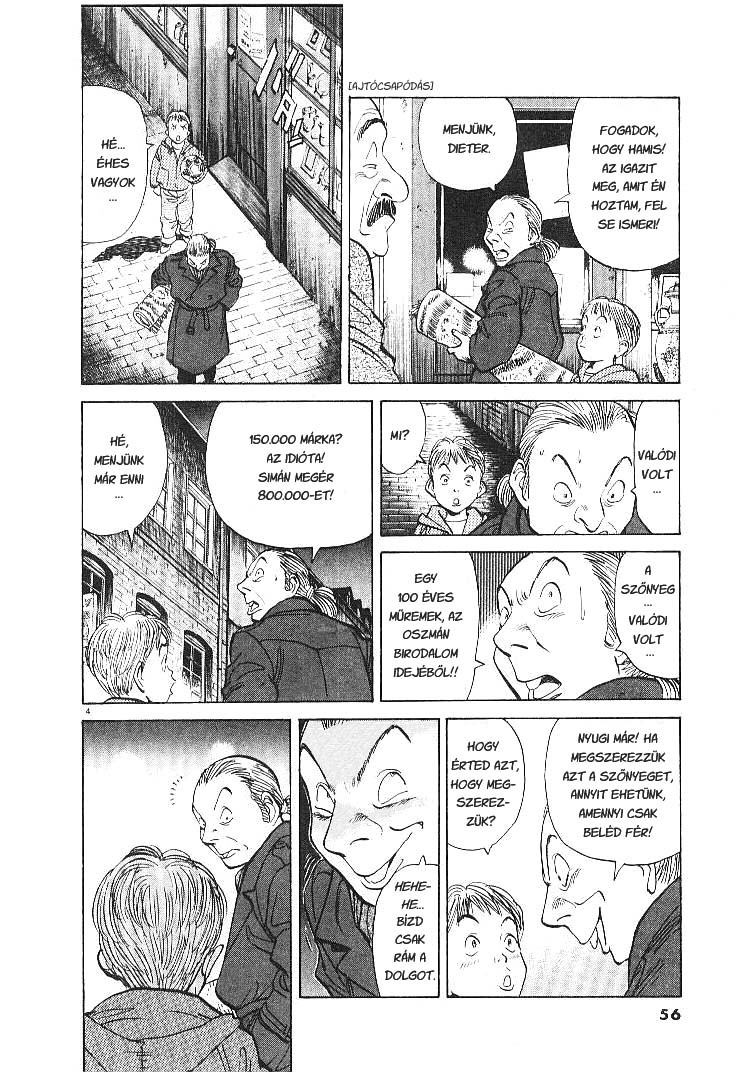 FOGADOK,
HOGY HAMIS!
AZ IGAZIT
MEG, AMIT ÉN
HOZTAM, FEL
SE ISMERI!
MENJÜNK,
DIETER.
[AJTÓCSAPÓDÁS]
HÉ...
ÉHES
VAGYOK
...
VALÓDI
VOLT
...
MI?
A
SZŐNYEG
...
VALÓDI
VOLT
...
EGY
100 ÉVES
MŰREMEK, AZ
OSZMÁN
BIRODALOM
IDEJÉBŐL!!
150.000 MÁRKA?
AZ IDIÓTA!
SIMÁN MEGÉR
800.000-ET!
HÉ,
MENJÜNK
MÁR ENNI
...
4
NYUGI MÁR! HA
MEGSZEREZZÜK
AZT A SZŐNYEGET,
ANNYIT EHETÜNK,
AMENNYI CSAK
BELÉD FÉR!
HOGY
ÉRTED AZT,
HOGY MEG-
SZEREZ-
ZÜK?
HEHE-
HE...
BÍZD
CSAK
RÁM A
DOLGOT.
56